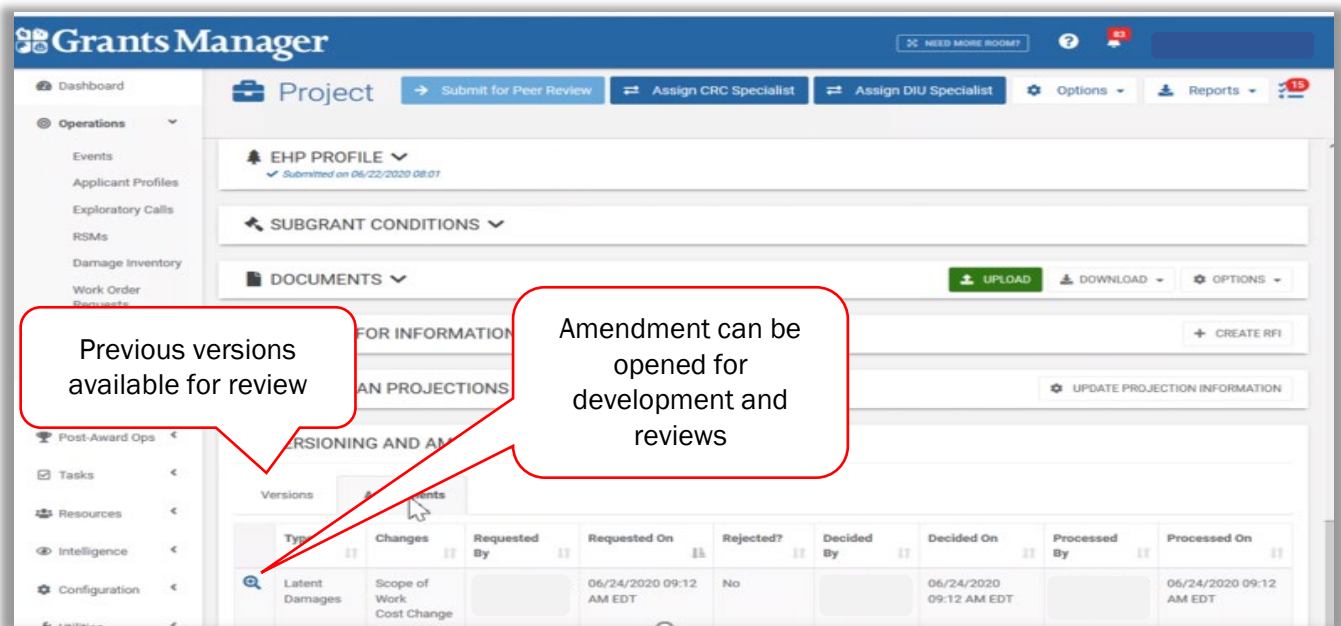 Grants Manager
NEED MORE ROOM?
83
Dashboard
Project
Submit for Peer Review
Assign CRC Specialist
Assign DIU Specialist
Options
Reports
15
Operations
Events
Applicant Profiles
Exploratory Calls
RSMs
Damage Inventory
Work Order
Requests
EHP PROFILE
Submitted on 06/22/2020 08:01
SUBGRANT CONDITIONS
DOCUMENTS
UPLOAD
DOWNLOAD
OPTIONS
Previous versions
available for review
Amendment can be
opened for
development and
reviews
FOR INFORMATION
CREATE RFI
AN PROJECTIONS
UPDATE PROJECTION INFORMATION
Post-Award Ops
Tasks
Resources
Intelligence
Configuration
ERSIONING AND AM
Versions
Type
Changes
Requested
By
Requested On
Rejected?
Decided
By
Decided On
Processed
By
Processed On
Latent
Damages
Scope of
Work
Cost Change
06/24/2020 09:12
AM EDT
No
06/24/2020
09:12 AM EDT
06/24/2020 09:12
AM EDT